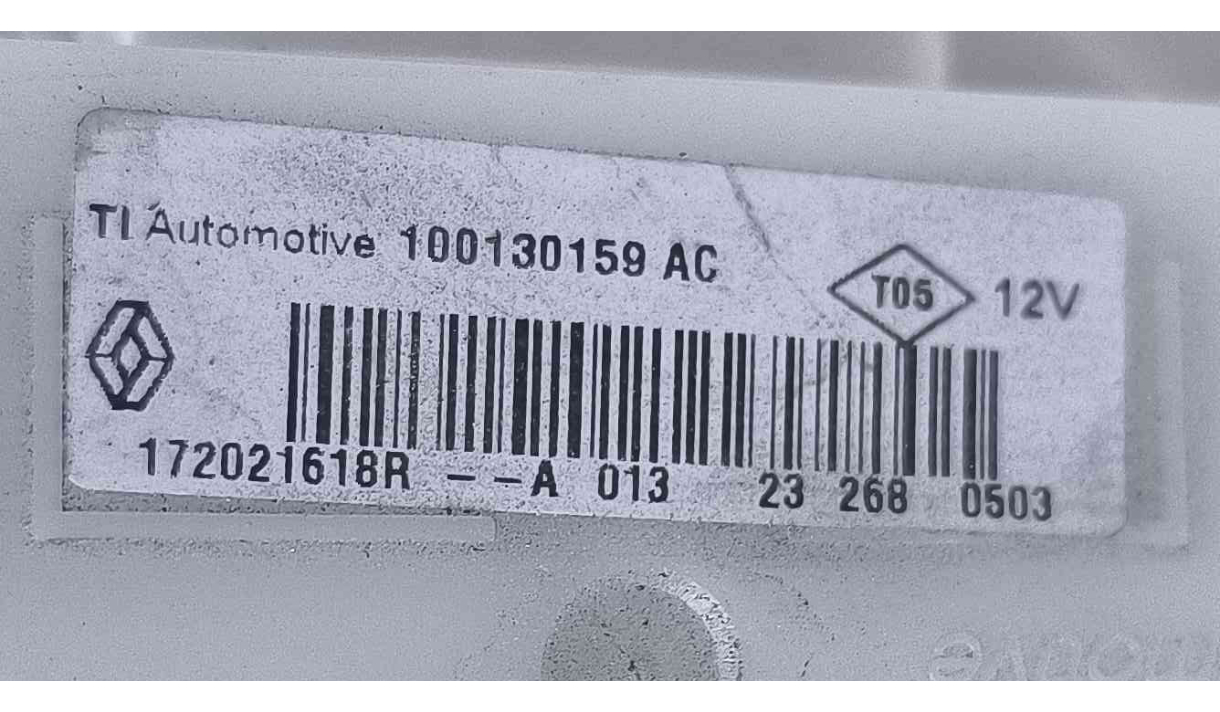 TI Automotive 100130159 AC
T05 12V
172021618R --A 013 23 268 0503